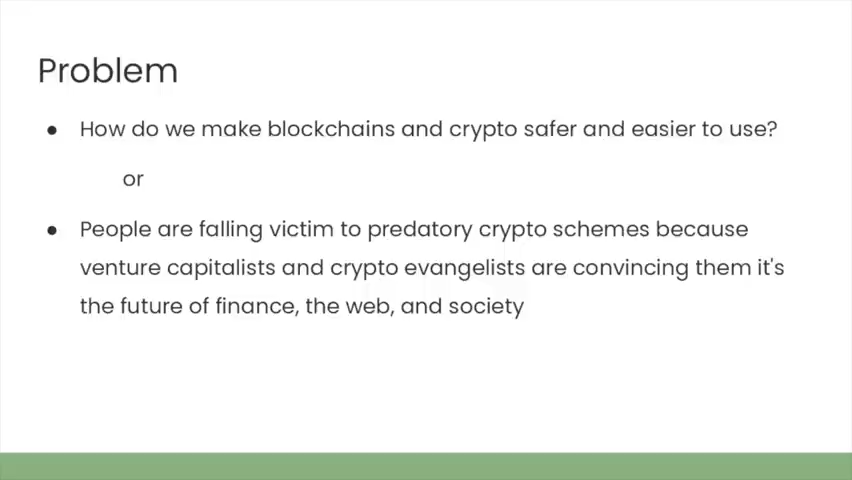 Problem
● How do we make blockchains and crypto safer and easier to use?
or
● People are falling victim to predatory crypto schemes because
venture capitalists and crypto evangelists are convincing them it's
the future of finance, the web, and society